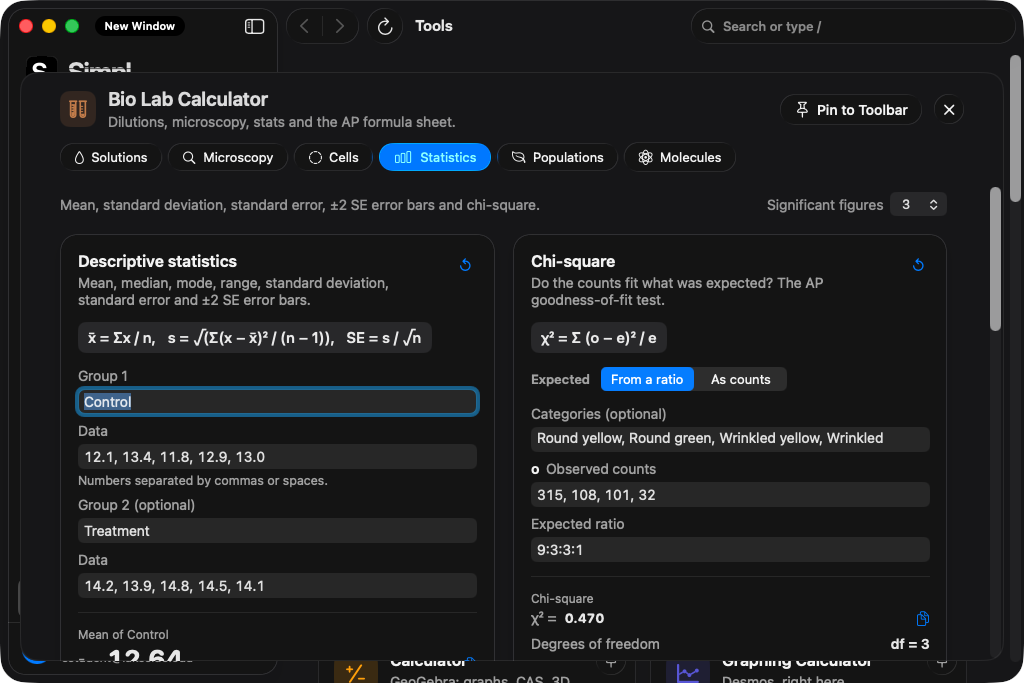 New Window
Tools
Search or type /
Simpl
Bio Lab Calculator
Dilutions, microscopy, stats and the AP formula sheet.
Pin to Toolbar
Solutions
Microscopy
Cells
Statistics
Populations
Molecules
Mean, standard deviation, standard error, ±2 SE error bars and chi-square.
Significant figures 3
Descriptive statistics
Mean, median, mode, range, standard deviation,
standard error and ±2 SE error bars.
x̄ = Σx / n, s = √(Σ(x – x̄)² / (n – 1)), SE = s / √n
Group 1
Control
Data
12.1, 13.4, 11.8, 12.9, 13.0
Numbers separated by commas or spaces.
Group 2 (optional)
Treatment
Data
14.2, 13.9, 14.8, 14.5, 14.1
Mean of Control
12.64
Chi-square
Do the counts fit what was expected? The AP
goodness-of-fit test.
χ² = Σ (o – e)² / e
Expected
From a ratio
As counts
Categories (optional)
Round yellow, Round green, Wrinkled yellow, Wrinkled
o Observed counts
315, 108, 101, 32
Expected ratio
9:3:3:1
Chi-square
χ² = 0.470
Degrees of freedom
df = 3
Calculator
GeoGebra: graphs, CAS, 3D
Graphing Calculator
Desmos, right here